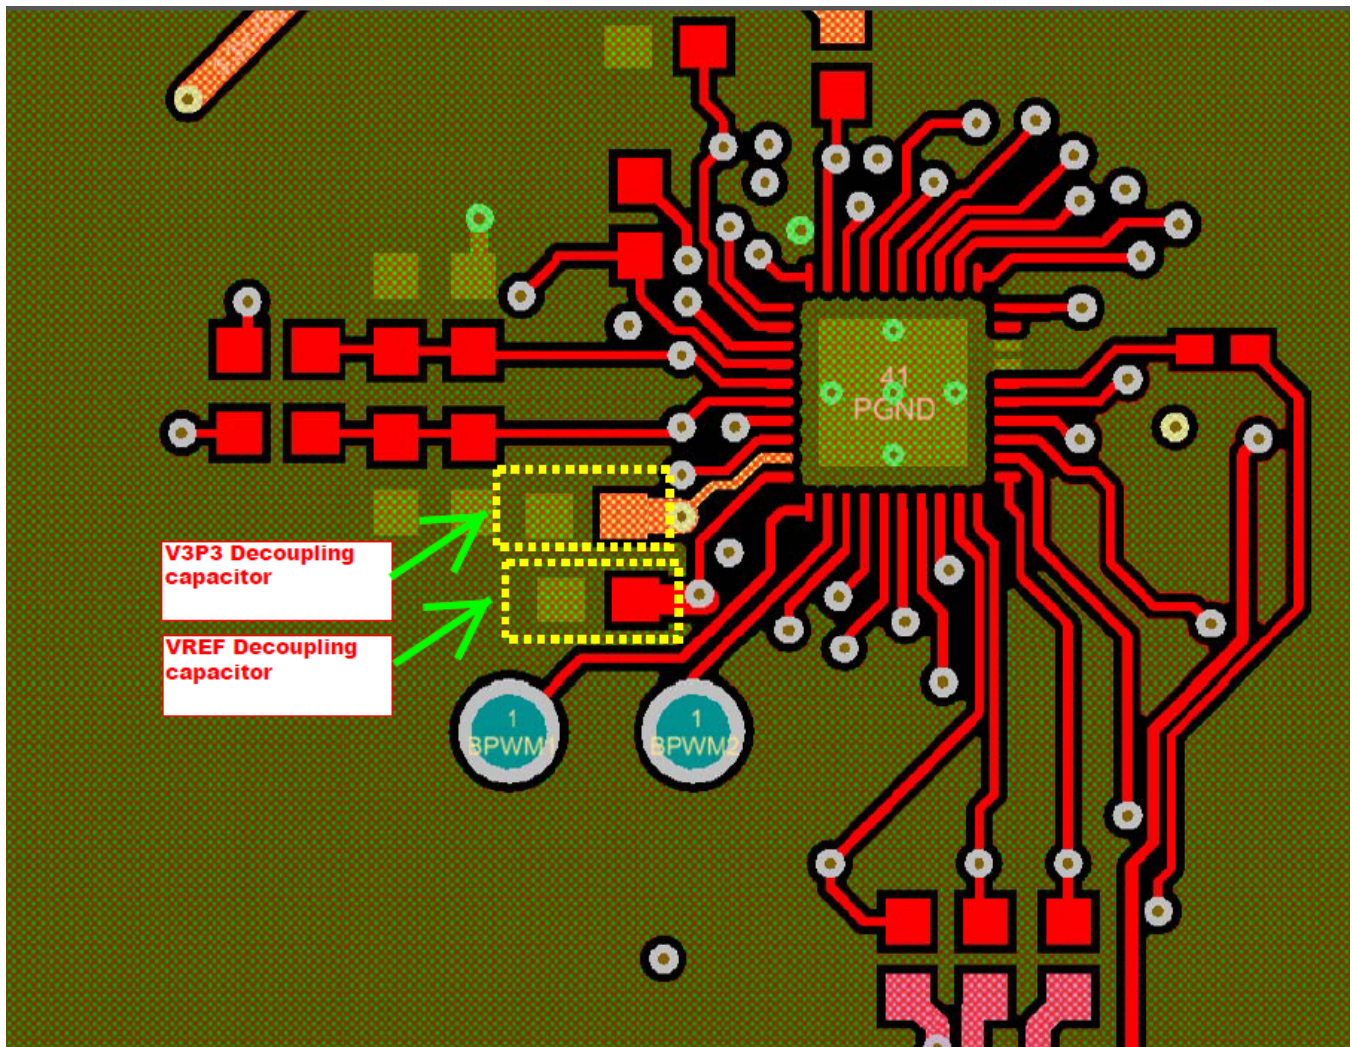 41
PGND
V3P3 Decoupling
capacitor
VREF Decoupling
capacitor
1
BPWM1
1
BPWM2